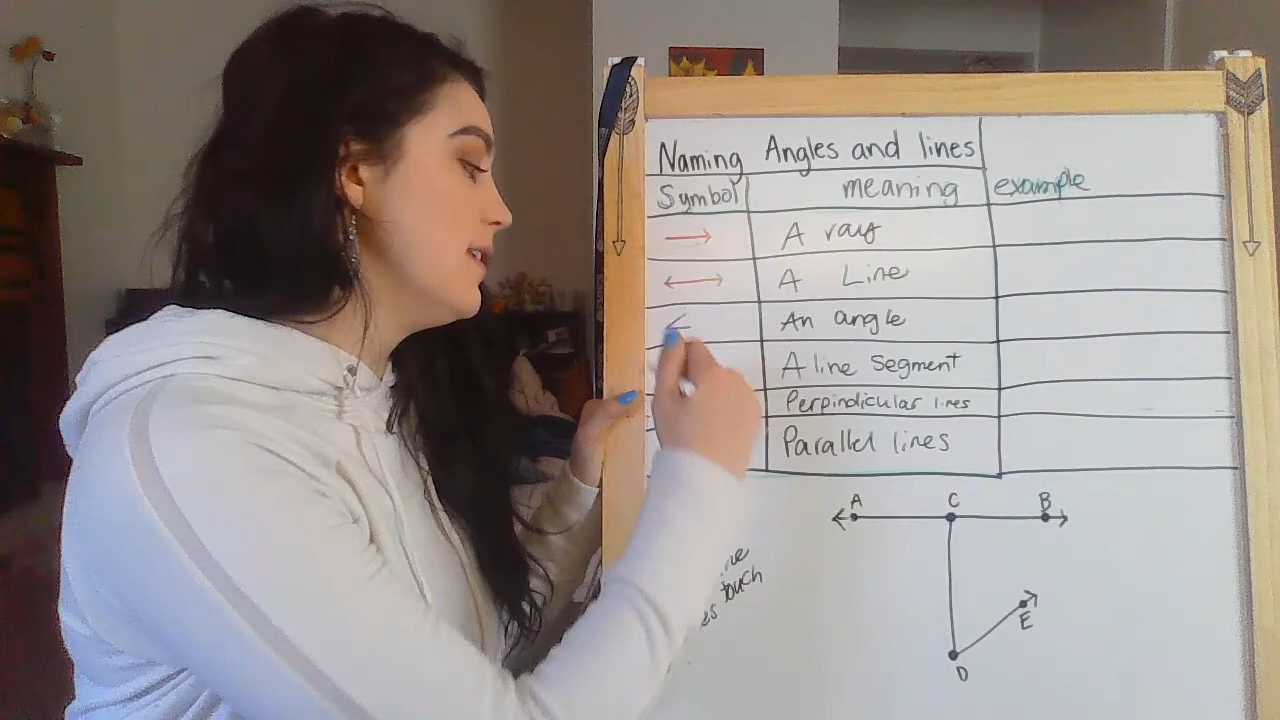 Naming Angles and lines
Symbol meaning example
A ray
A Line
An angle
A line segment
Perpindicular lines
Parallel lines
A C B
touch
E
D